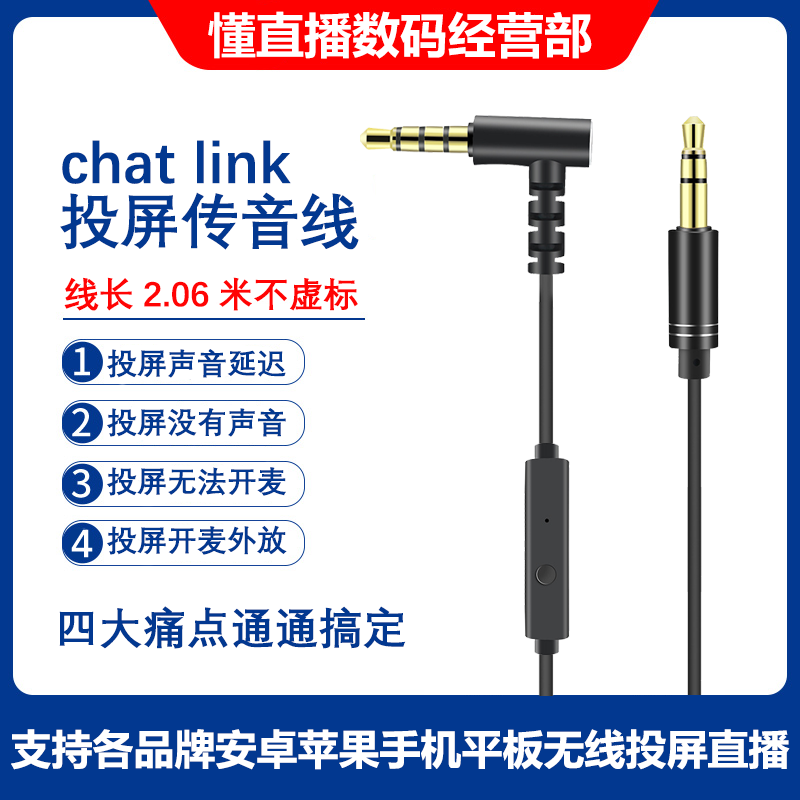 懂直播数码经营部
chat link
投屏传音线
线长 2.06 米不虚标
1 投屏声音延迟
2 投屏没有声音
3 投屏无法开麦
4 投屏开麦外放
四大痛点通通搞定
支持各品牌安卓苹果手机平板无线投屏直播